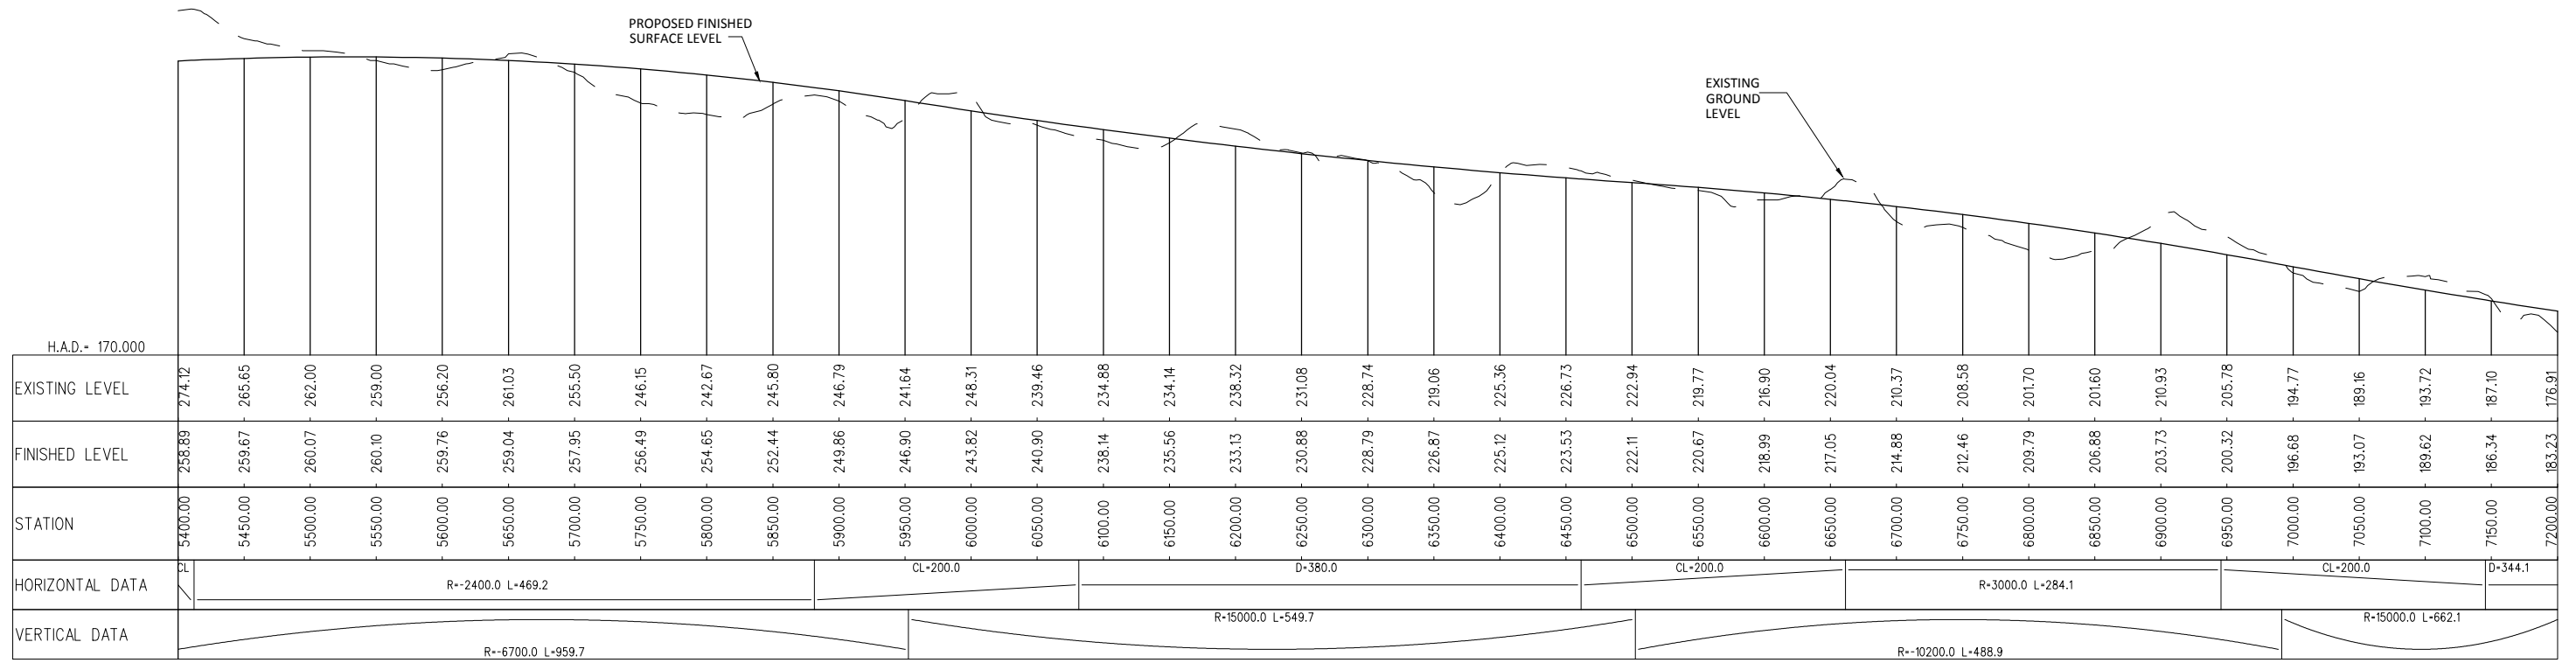 PROPOSED FINISHED
SURFACE LEVEL
EXISTING
GROUND
LEVEL
H.A.D.= 170.000
EXISTING LEVEL 274.12 265.65 262.00 259.00 256.20 261.03 255.50 246.15 242.67 245.80 246.79 241.64 248.31 239.46 234.88 234.14 238.32 231.08 228.74 219.06 225.36 226.73 222.94 219.77 216.90 220.04 210.37 208.58 201.70 201.60 210.93 205.78 194.77 189.16 193.72 187.10 176.91
FINISHED LEVEL 258.89 259.67 260.07 260.10 259.76 259.04 257.95 256.49 254.65 252.44 249.86 246.90 243.82 240.90 238.14 235.56 233.13 230.88 228.79 226.87 225.12 223.53 222.11 220.67 218.99 217.05 214.88 212.46 209.79 206.88 203.73 200.32 196.68 193.07 189.62 186.34 183.23
STATION 5400.00 5450.00 5500.00 5550.00 5600.00 5650.00 5700.00 5750.00 5800.00 5850.00 5900.00 5950.00 6000.00 6050.00 6100.00 6150.00 6200.00 6250.00 6300.00 6350.00 6400.00 6450.00 6500.00 6550.00 6600.00 6650.00 6700.00 6750.00 6800.00 6850.00 6900.00 6950.00 7000.00 7050.00 7100.00 7150.00 7200.00
HORIZONTAL DATA CL R=-2400.0 L=469.2 CL=200.0 D=380.0 CL=200.0 R=3000.0 L=284.1 CL=200.0 D=344.1
VERTICAL DATA R=-6700.0 L=959.7 R=15000.0 L=549.7 R=-10200.0 L=488.9 R=15000.0 L=662.1